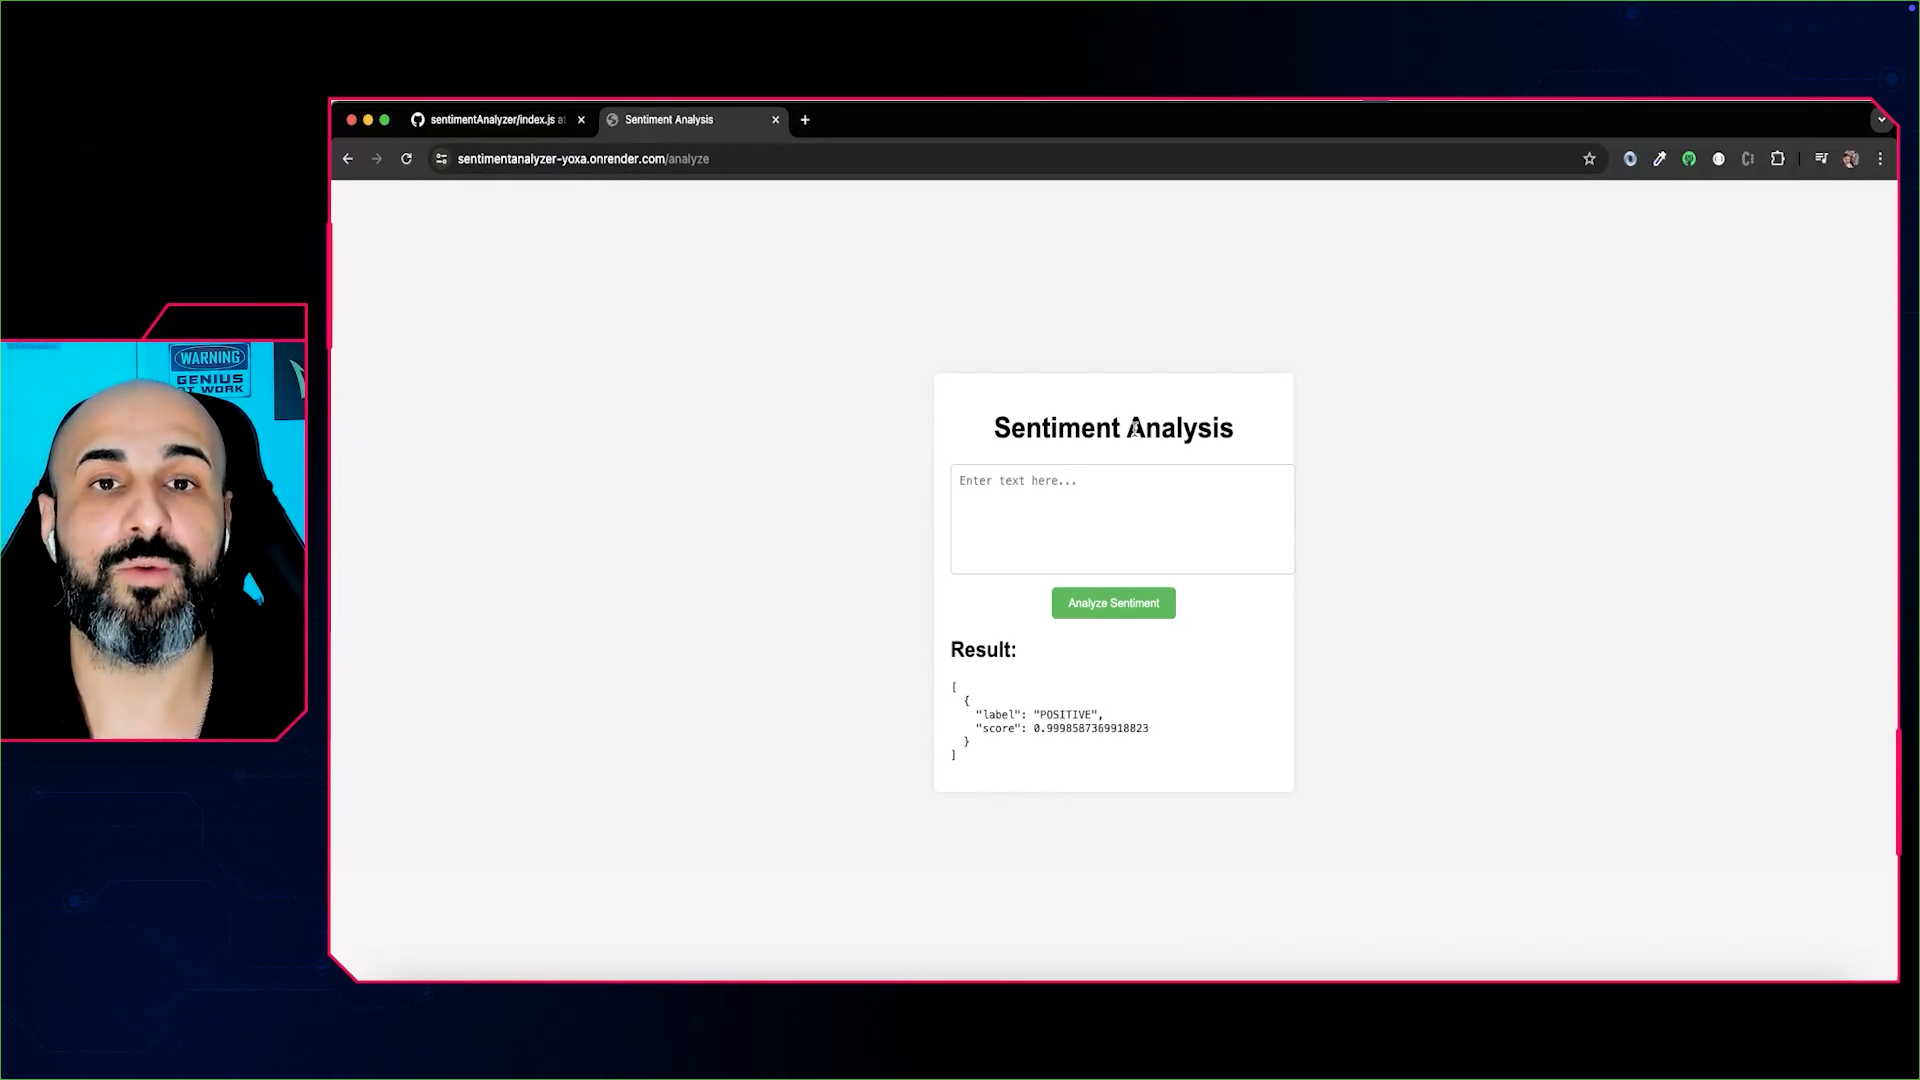 sentimentAnalyzer/index.js at
Sentiment Analysis
sentimentanalyzer-yoxa.onrender.com/analyze
WARNING
GENIUS
AT WORK
Sentiment Analysis
Enter text here...
Analyze Sentiment
Result:
[
{
"label": "POSITIVE",
"score": 0.9998587369918823
}
]